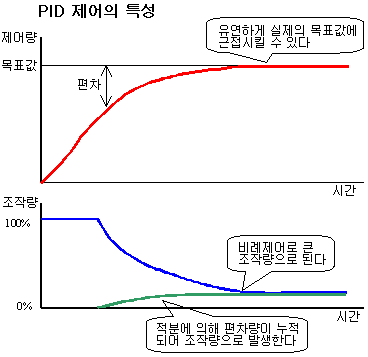 PID 제어의 특성
유연하게 실제의 목표값에
근접시킬 수 있다
제어량
목표값
편차
시간
조작량
100%
비례제어로 큰
조작량으로 된다
0%
시간
적분에 의해 편차량이 누적
되어 조작량으로 발생한다